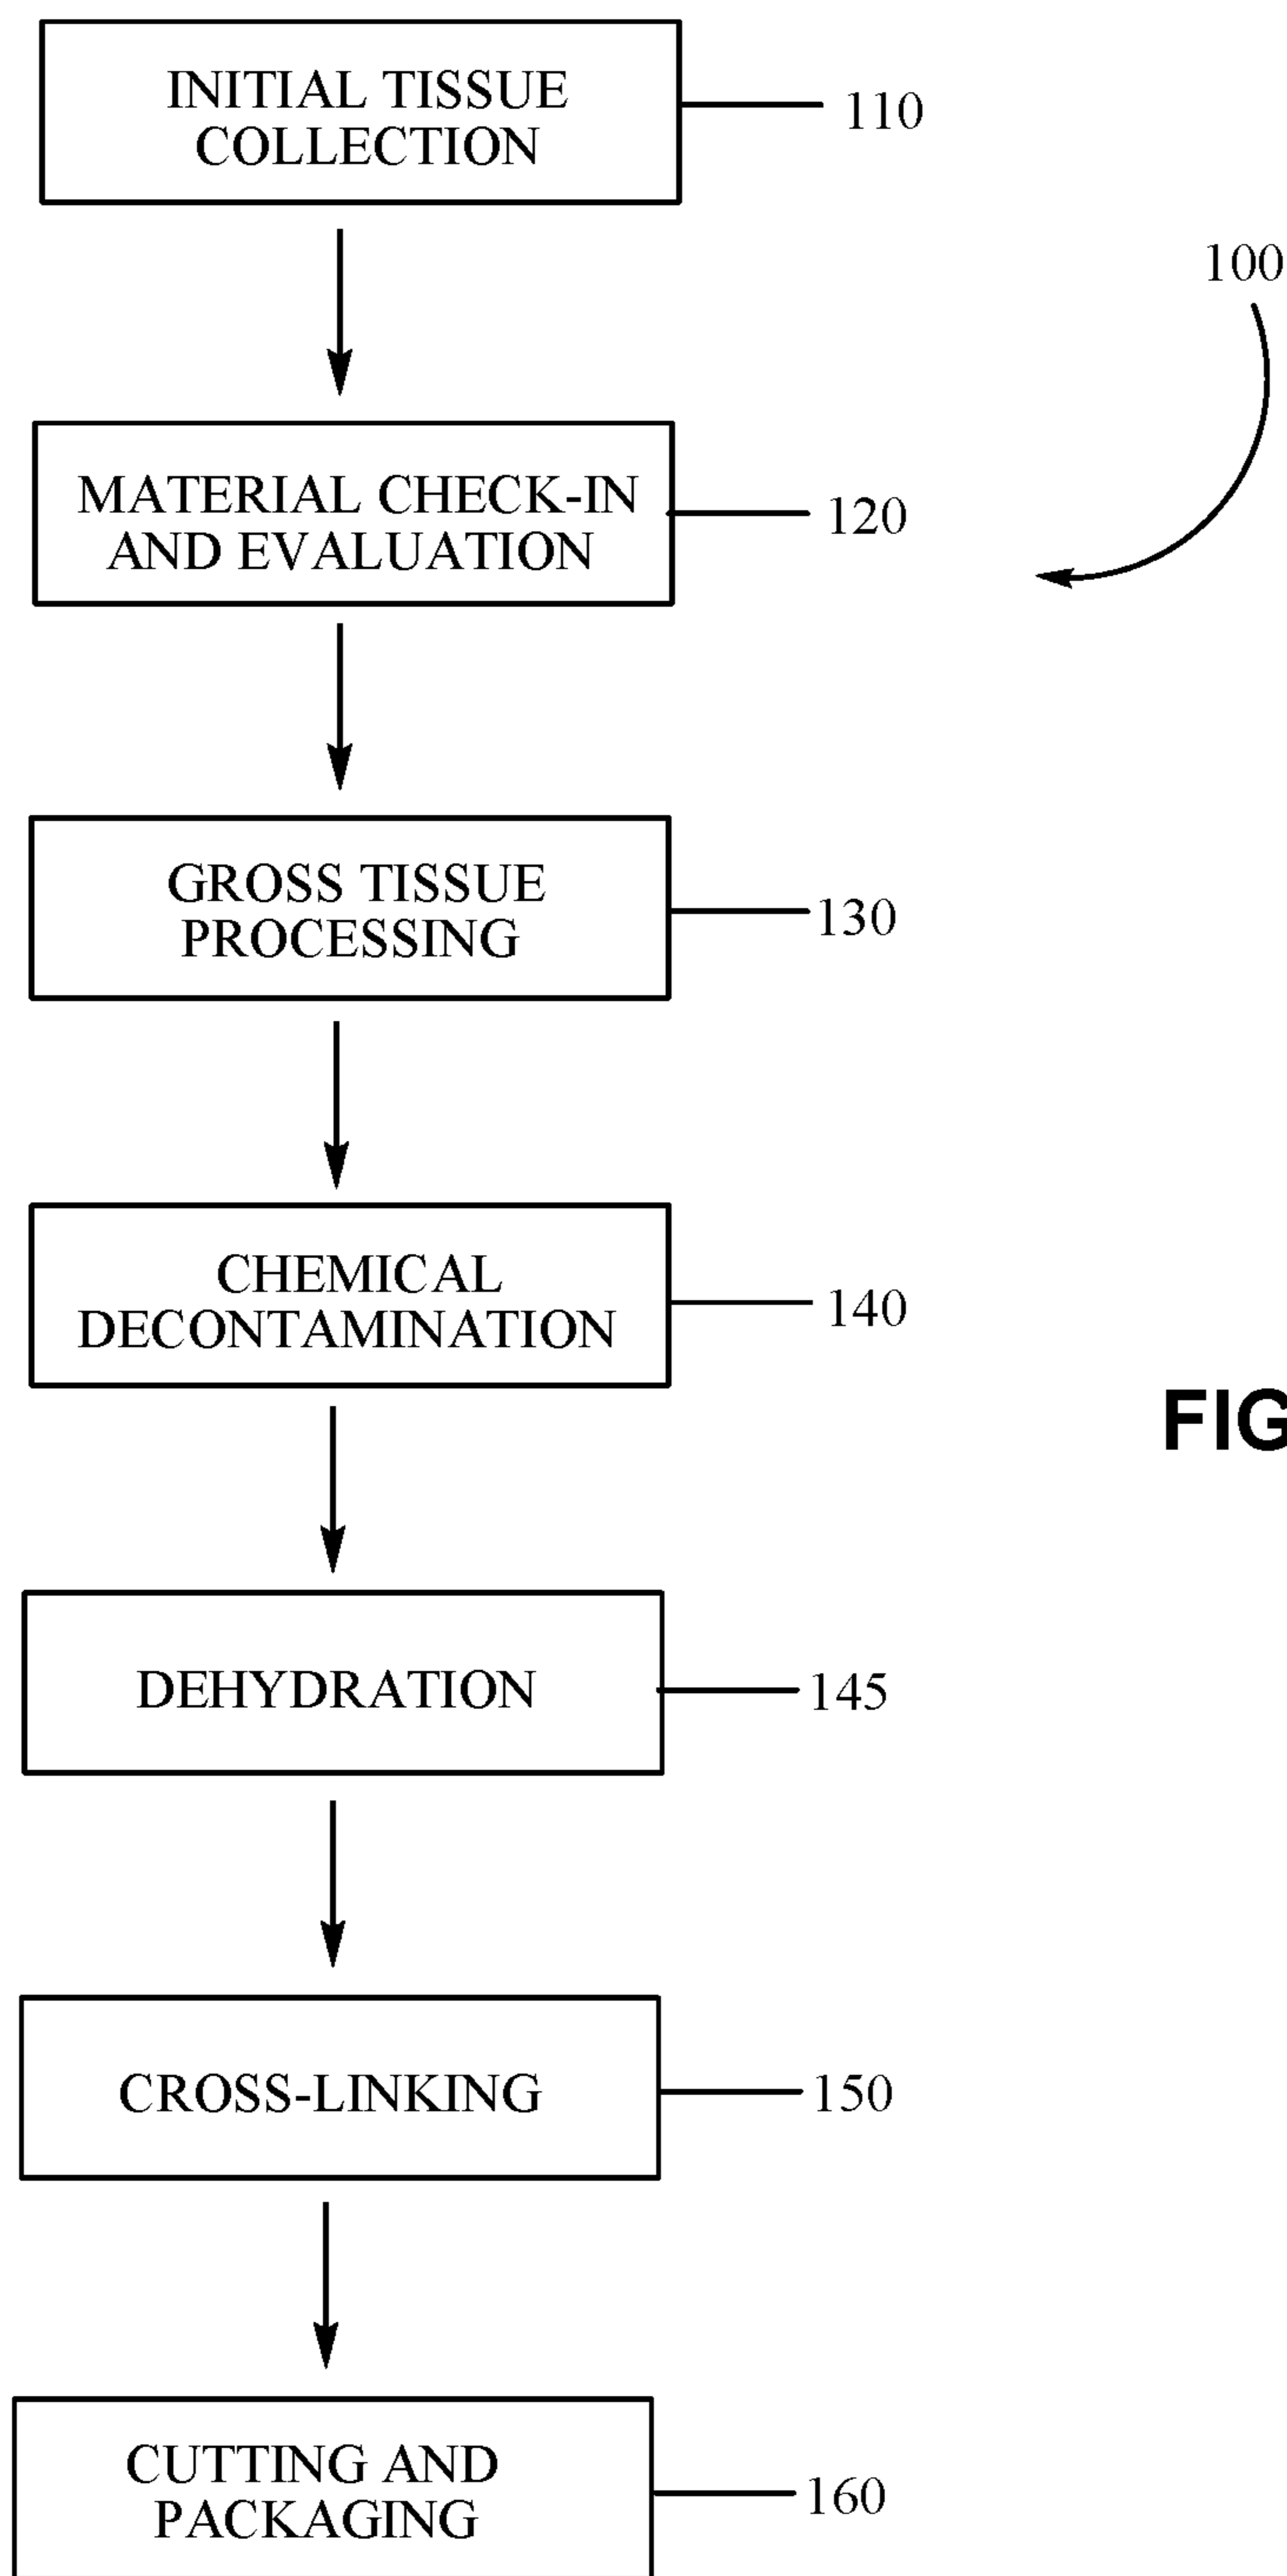 INITIAL TISSUE
COLLECTION
110
100
MATERIAL CHECK-IN
AND EVALUATION
120
GROSS TISSUE
PROCESSING
130
CHEMICAL
DECONTAMINATION
140
FIG
DEHYDRATION
145
CROSS-LINKING
150
CUTTING AND
PACKAGING
160